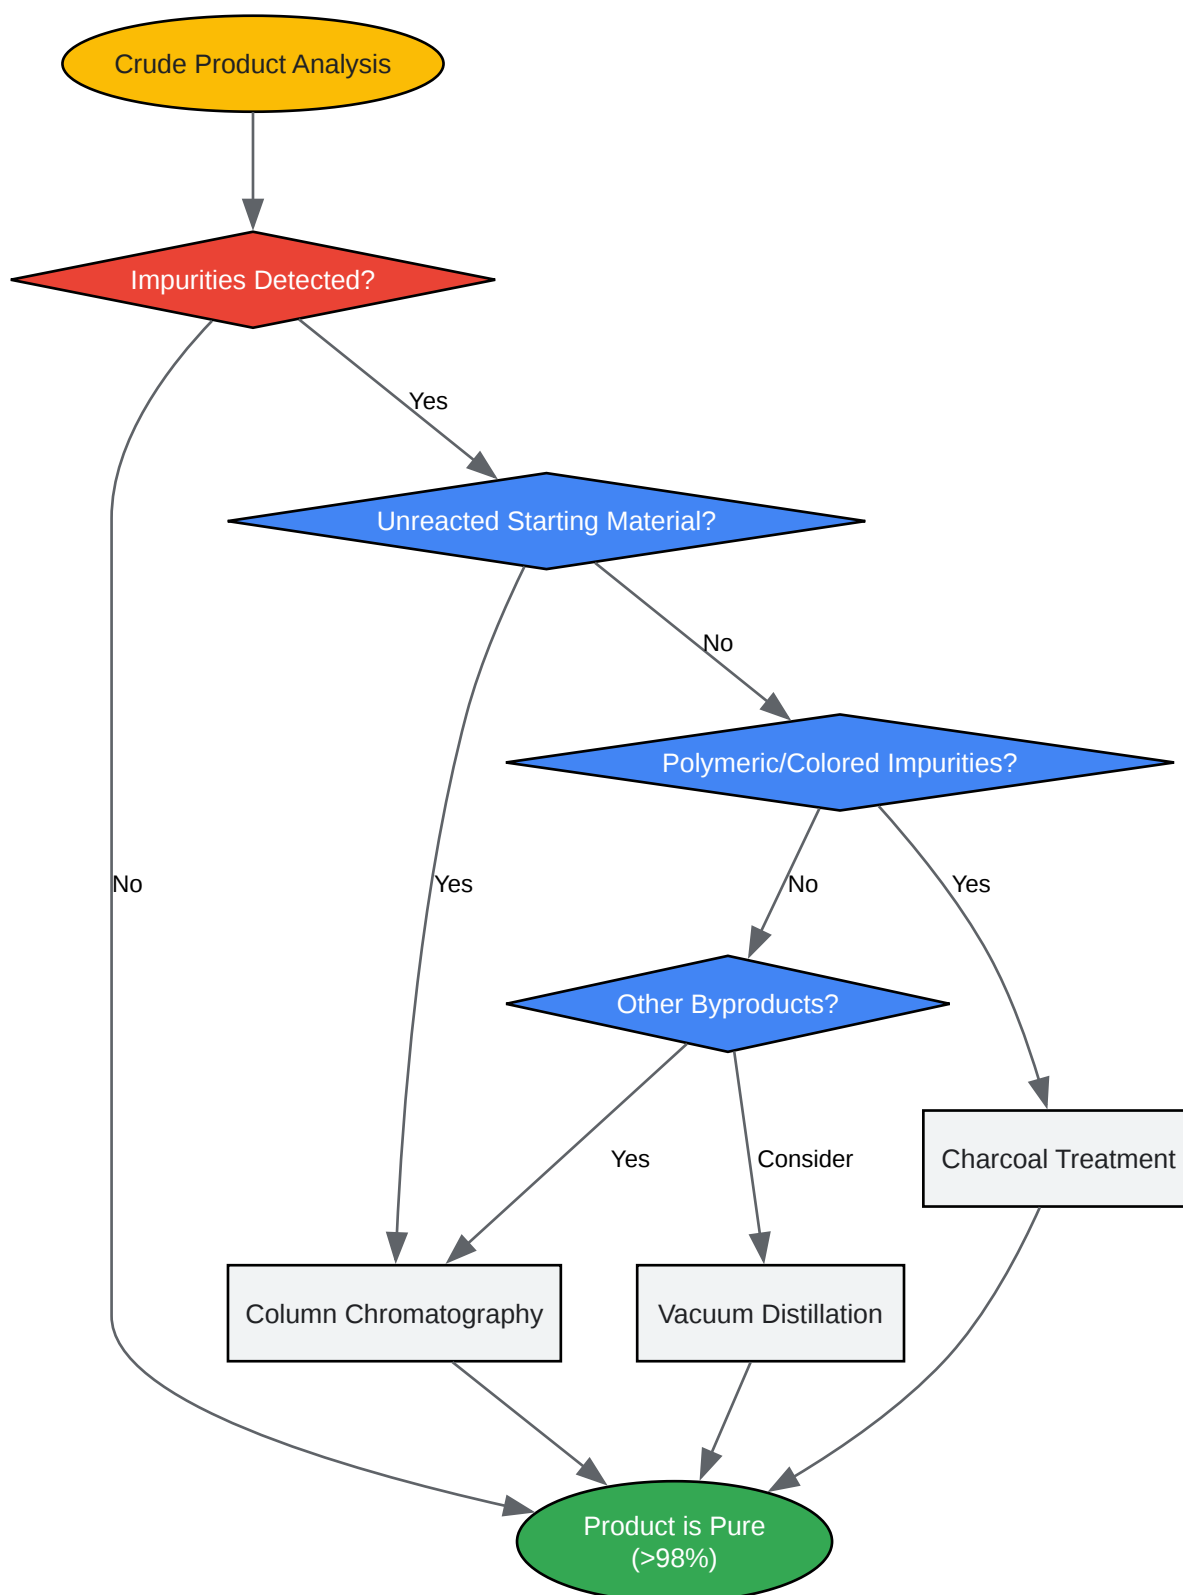 Crude Product Analysis
Impurities Detected?
Yes
Unreacted Starting Material?
No
Polymeric/Colored Impurities?
No
Yes
No
Yes
Other Byproducts?
Yes
Consider
Charcoal Treatment
Column Chromatography
Vacuum Distillation
Product is Pure
(>98%)